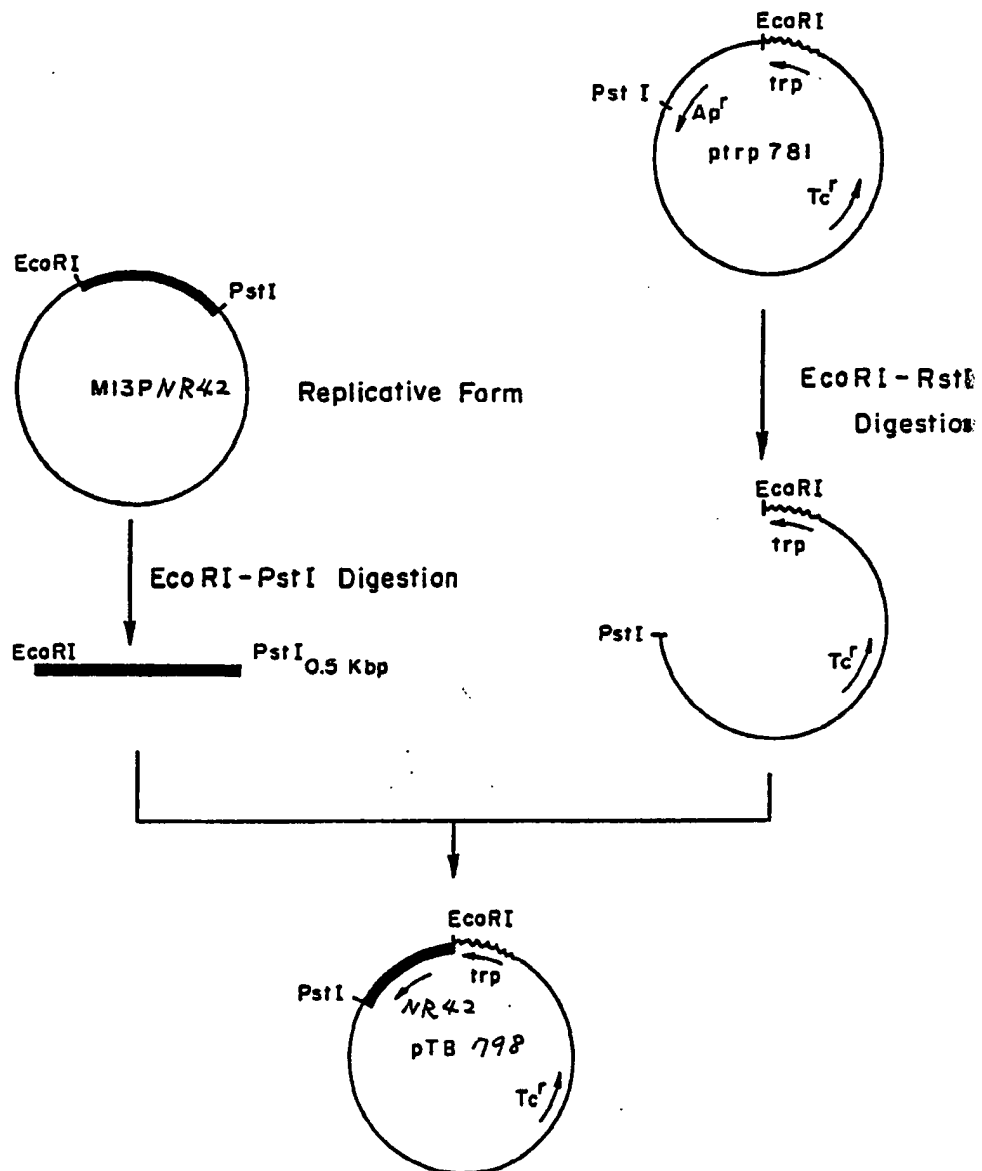 EcoRI
trp
Pst I
Ap^r
ptrp 781
Tc^r
EcoRI
PstI
M13PNR42
Replicative Form
EcoRI-RstI
Digestion
EcoRI
trp
EcoRI-PstI Digestion
PstI
EcoRI
PstI
0.5 Kbp
Tc^r
EcoRI
trp
PstI
NR42
pTB 798
Tc^r